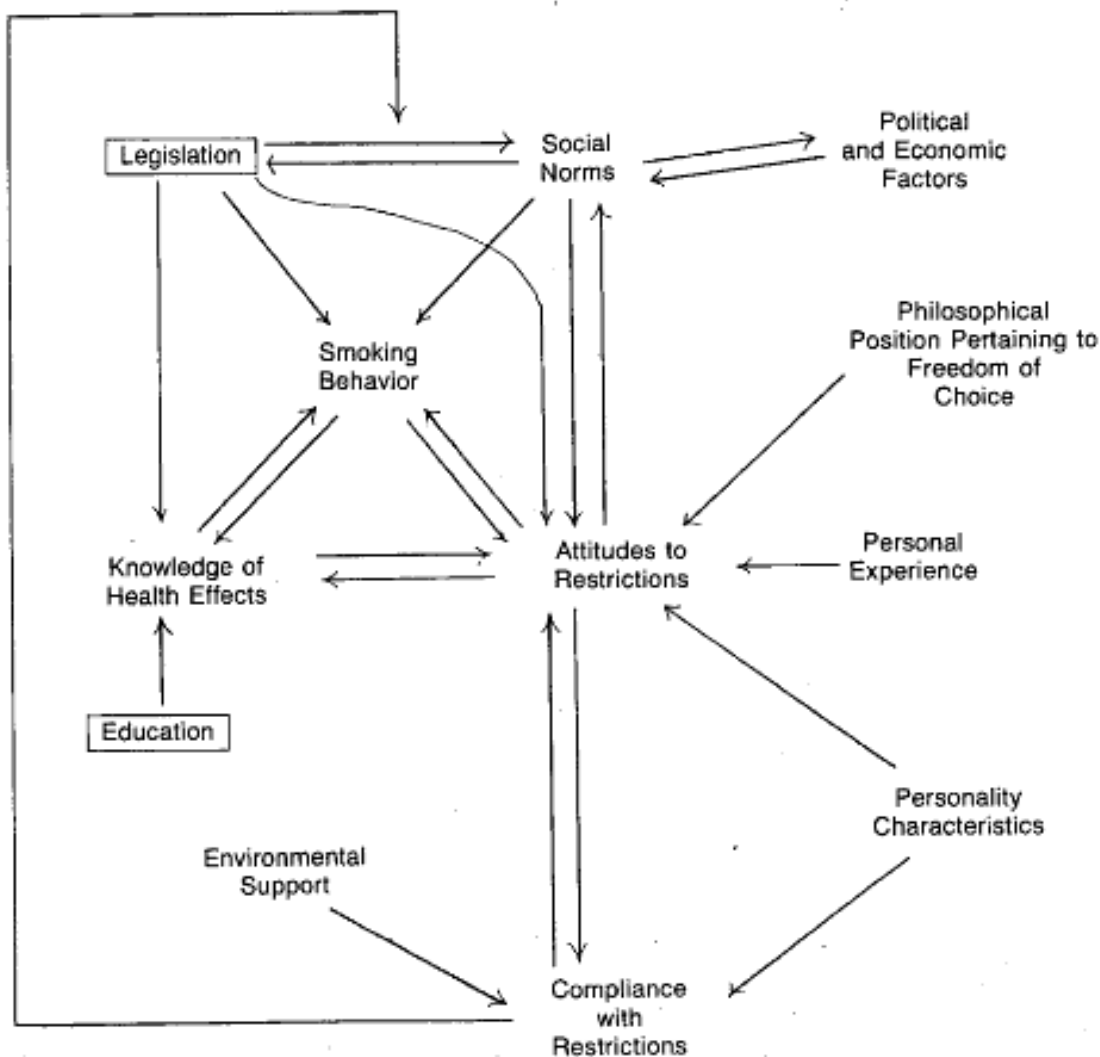 Legislation
Social
Norms
Political
and Economic
Factors
Smoking
Behavior
Philosophical
Position Pertaining to
Freedom of
Choice
Knowledge of
Health Effects
Attitudes to
Restrictions
Personal
Experience
Education
Personality
Characteristics
Environmental
Support
Compliance
with
Restrictions